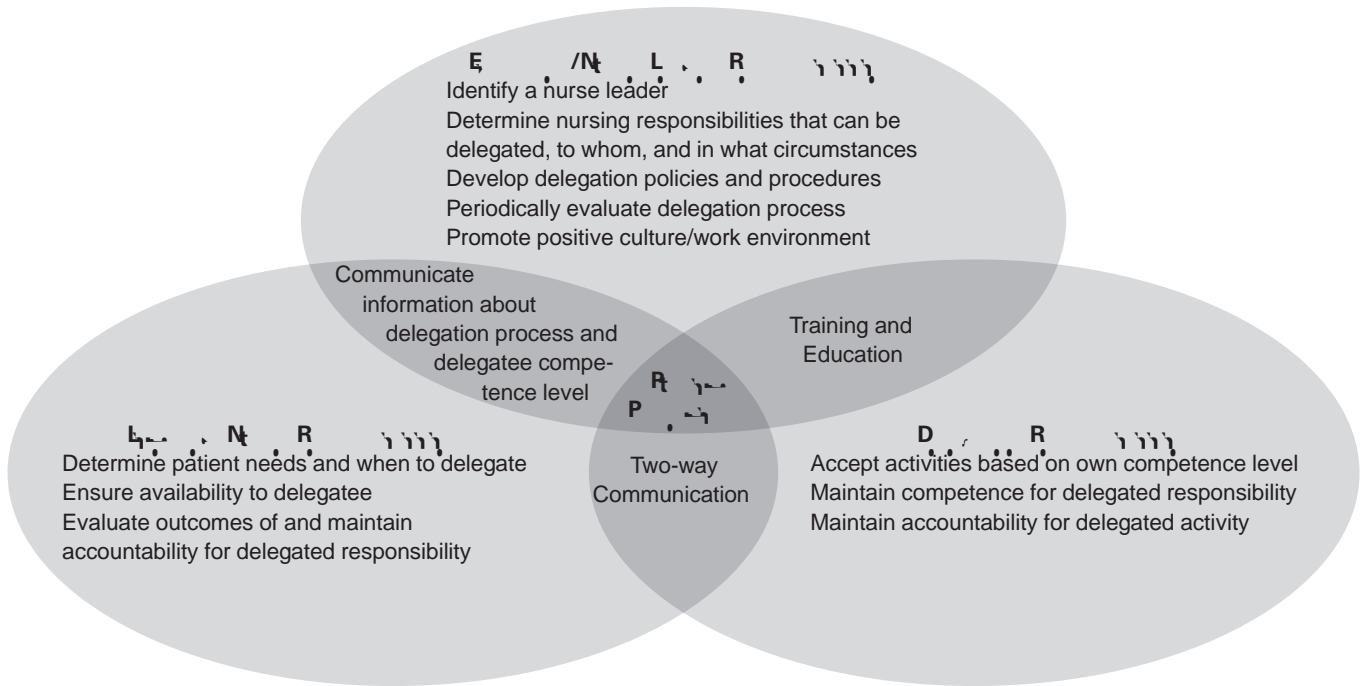 Identify a nurse leader
Determine nursing responsibilities that can be
delegated, to whom, and in what circumstances
Develop delegation policies and procedures
Periodically evaluate delegation process
Promote positive culture/work environment
Communicate
information about
delegation process and
delegatee compe-
tence level
Training and
Education
Determine patient needs and when to delegate
Ensure availability to delegatee
Evaluate outcomes of and maintain
accountability for delegated responsibility
Two-way
Communication
Accept activities based on own competence level
Maintain competence for delegated responsibility
Maintain accountability for delegated activity